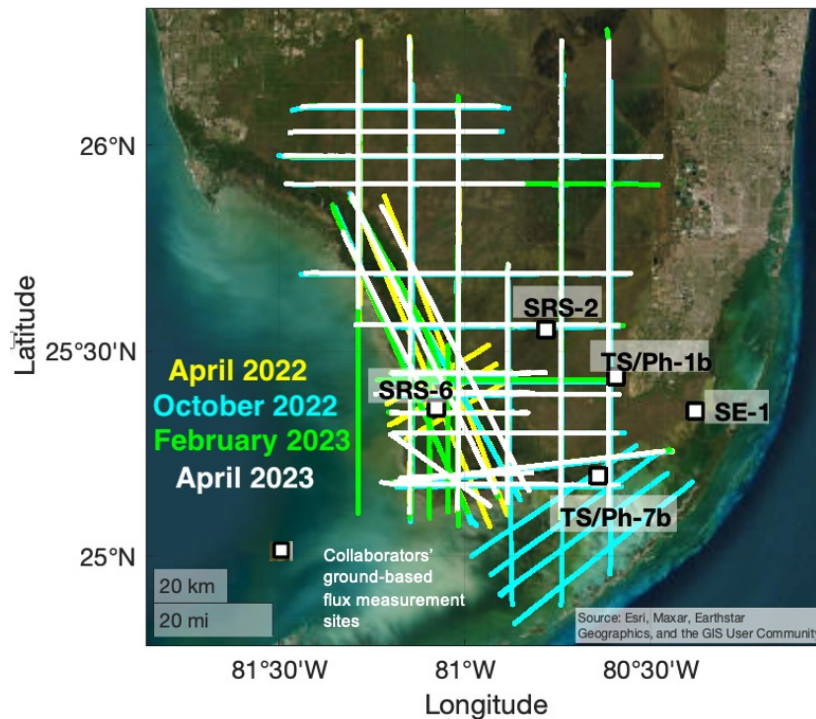 26°N
SRS-2
25°30'N
TS/Ph-1b
April 2022
SRS-6
October 2022
SE-1
February 2023
April 2023
TS/Ph-7b
25°N
Collaborators'
ground-based
flux measurement
sites
20 km
20 mi
Source: Esri, Maxar, Earthstar
Geographics, and the GIS User Community
81°30'W
81°W
80°30'W
Latitude
Longitude